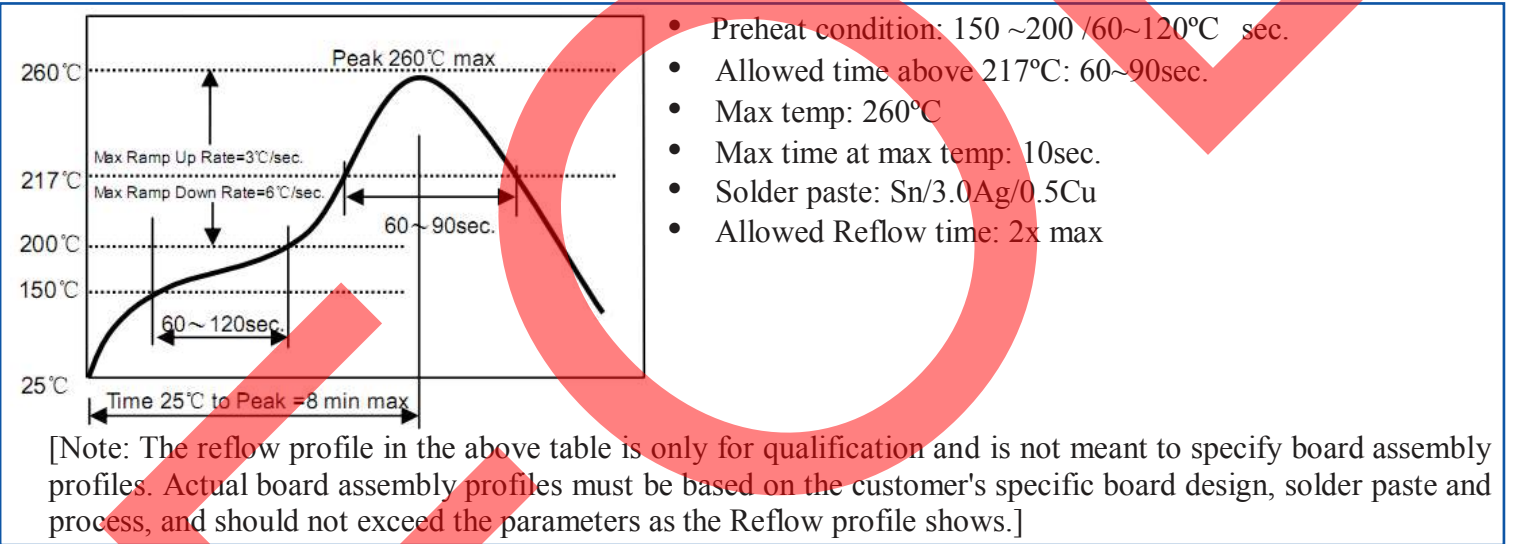 Peak 260℃ max
260℃
Max Ramp Up Rate=3℃/sec.
217℃
Max Ramp Down Rate=6℃/sec.
60～90sec.
200℃
150℃
60～120sec.
25℃
Time 25℃ to Peak =8 min max
• Preheat condition: 150 ~200 /60~120ºC sec.
• Allowed time above 217ºC: 60~90sec.
• Max temp: 260ºC
• Max time at max temp: 10sec.
• Solder paste: Sn/3.0Ag/0.5Cu
• Allowed Reflow time: 2x max
[Note: The reflow profile in the above table is only for qualification and is not meant to specify board assembly
profiles. Actual board assembly profiles must be based on the customer's specific board design, solder paste and
process, and should not exceed the parameters as the Reflow profile shows.]